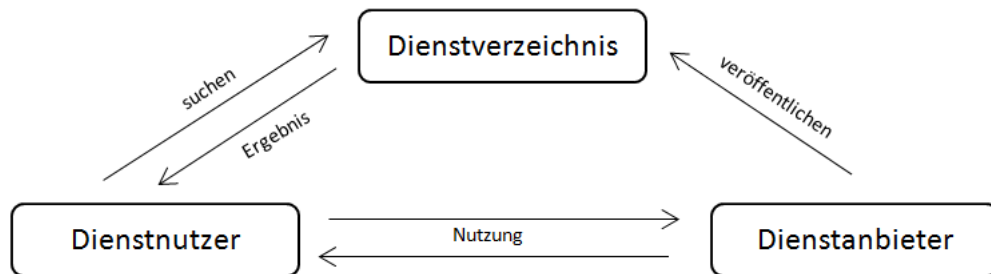 Dienstverzeichnis
suchen
Ergebnis
veröffentlichen
Dienstnutzer
Nutzung
Dienstanbieter